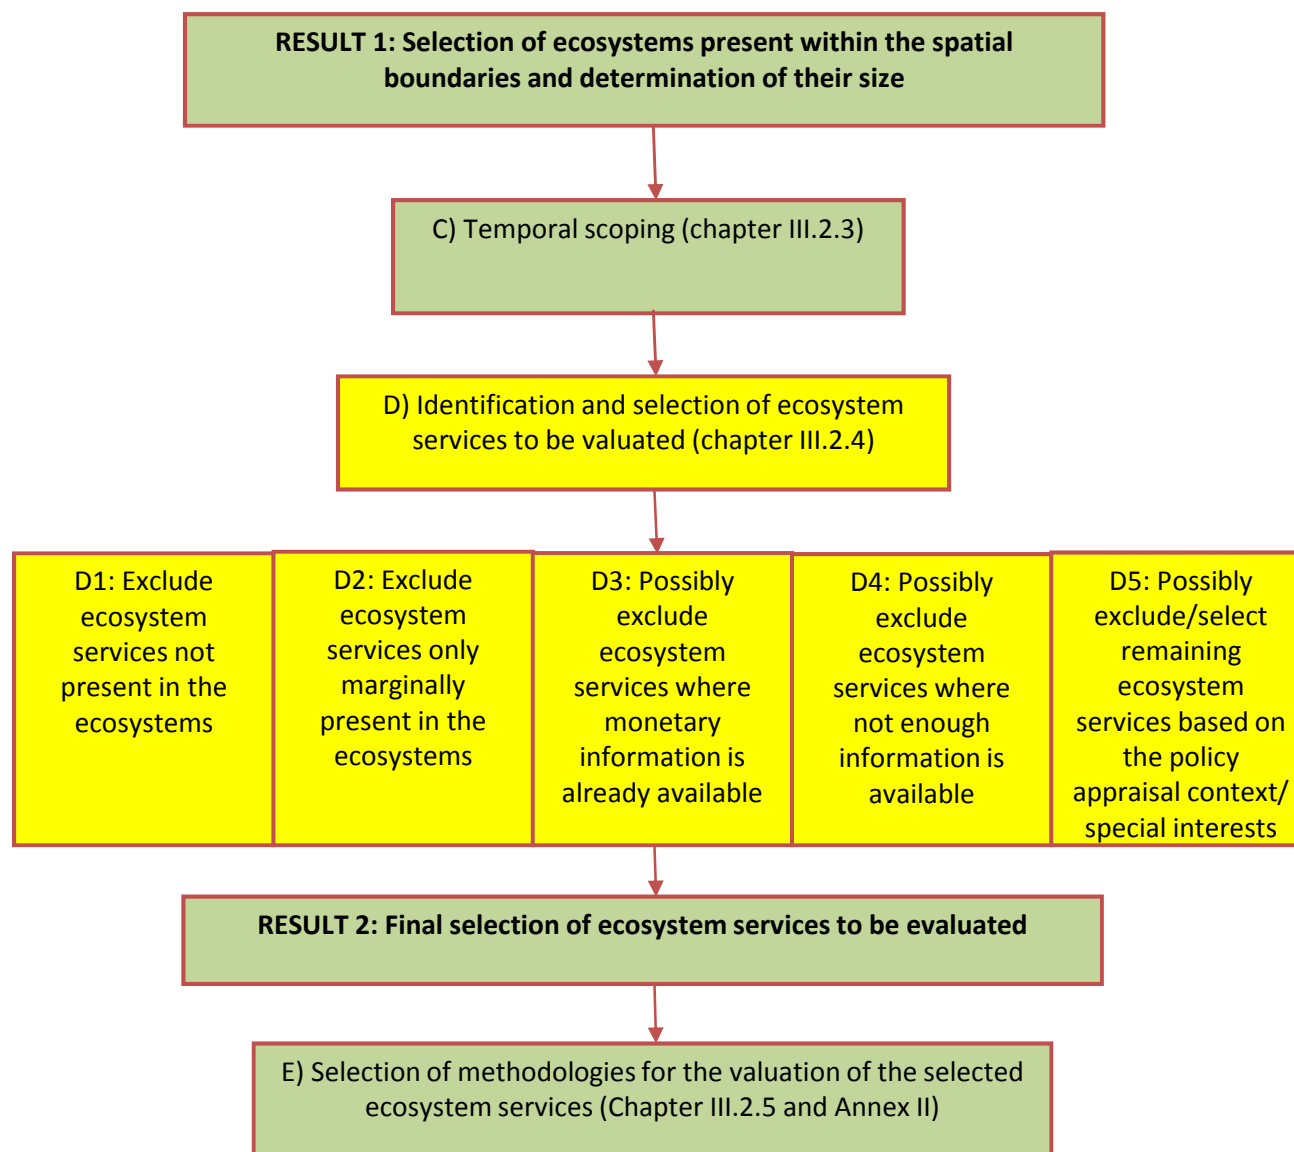 RESULT 1: Selection of ecosystems present within the spatial
boundaries and determination of their size
C) Temporal scoping (chapter III.2.3)
D) Identification and selection of ecosystem
services to be valuated (chapter III.2.4)
D1: Exclude
ecosystem
services not
present in the
ecosystems
D2: Exclude
ecosystem
services only
marginally
present in the
ecosystems
D3: Possibly
exclude
ecosystem
services where
monetary
information is
already available
D4: Possibly
exclude
ecosystem
services where
not enough
information is
available
D5: Possibly
exclude/select
remaining
ecosystem
services based on
the policy
appraisal context/
special interests
RESULT 2: Final selection of ecosystem services to be evaluated
E) Selection of methodologies for the valuation of the selected
ecosystem services (Chapter III.2.5 and Annex II)